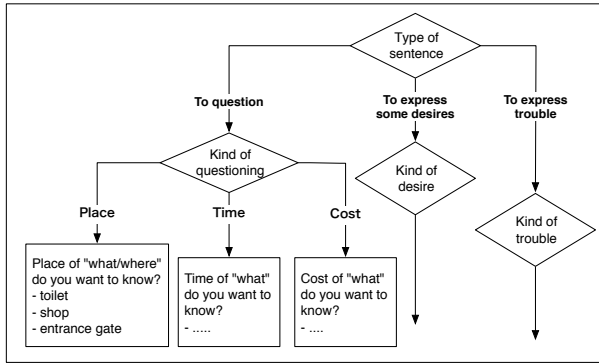 Type of
sentence
To question
To express
some desires
To express
trouble
Kind of
questioning
Kind of
desire
Kind of
trouble
Place
Time
Cost
Place of "what/where"
do you want to know?
- toilet
- shop
- entrance gate
Time of "what"
do you want to
know?
- .....
Cost of "what"
do you want to
know?
- ....